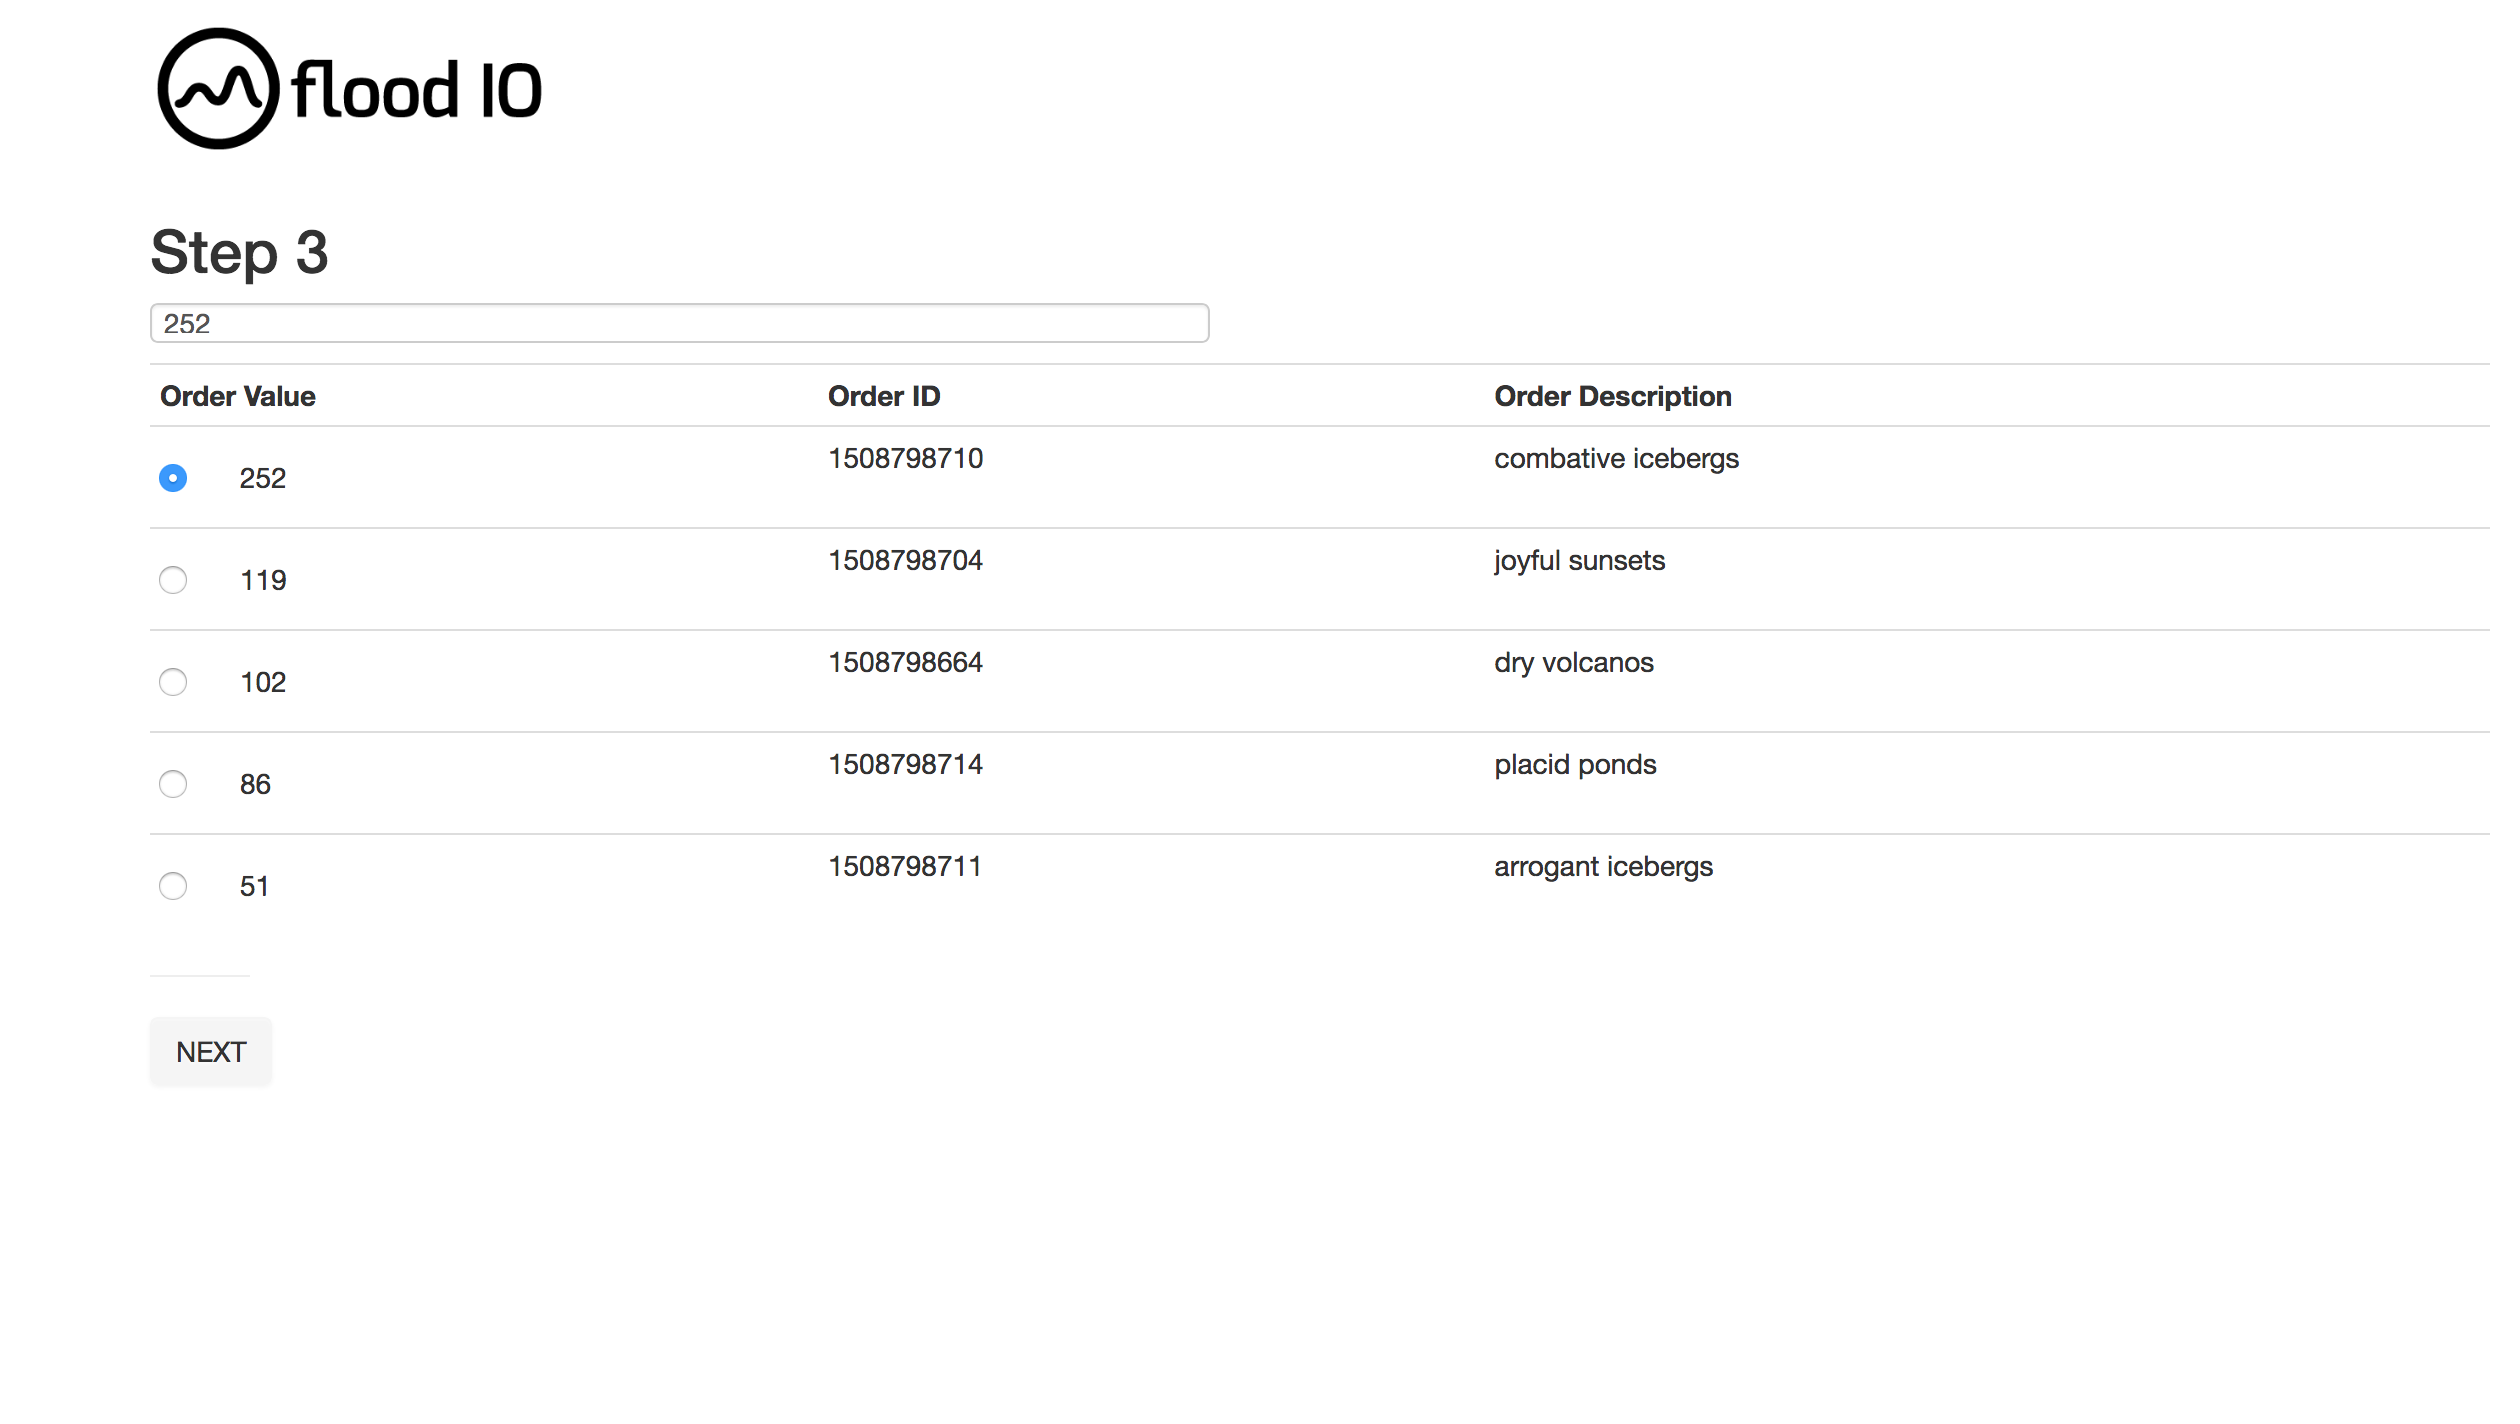 flood IO
Step 3
252
Order Value Order ID Order Description
252 1508798710 combative icebergs
119 1508798704 joyful sunsets
102 1508798664 dry volcanos
86 1508798714 placid ponds
51 1508798711 arrogant icebergs
NEXT